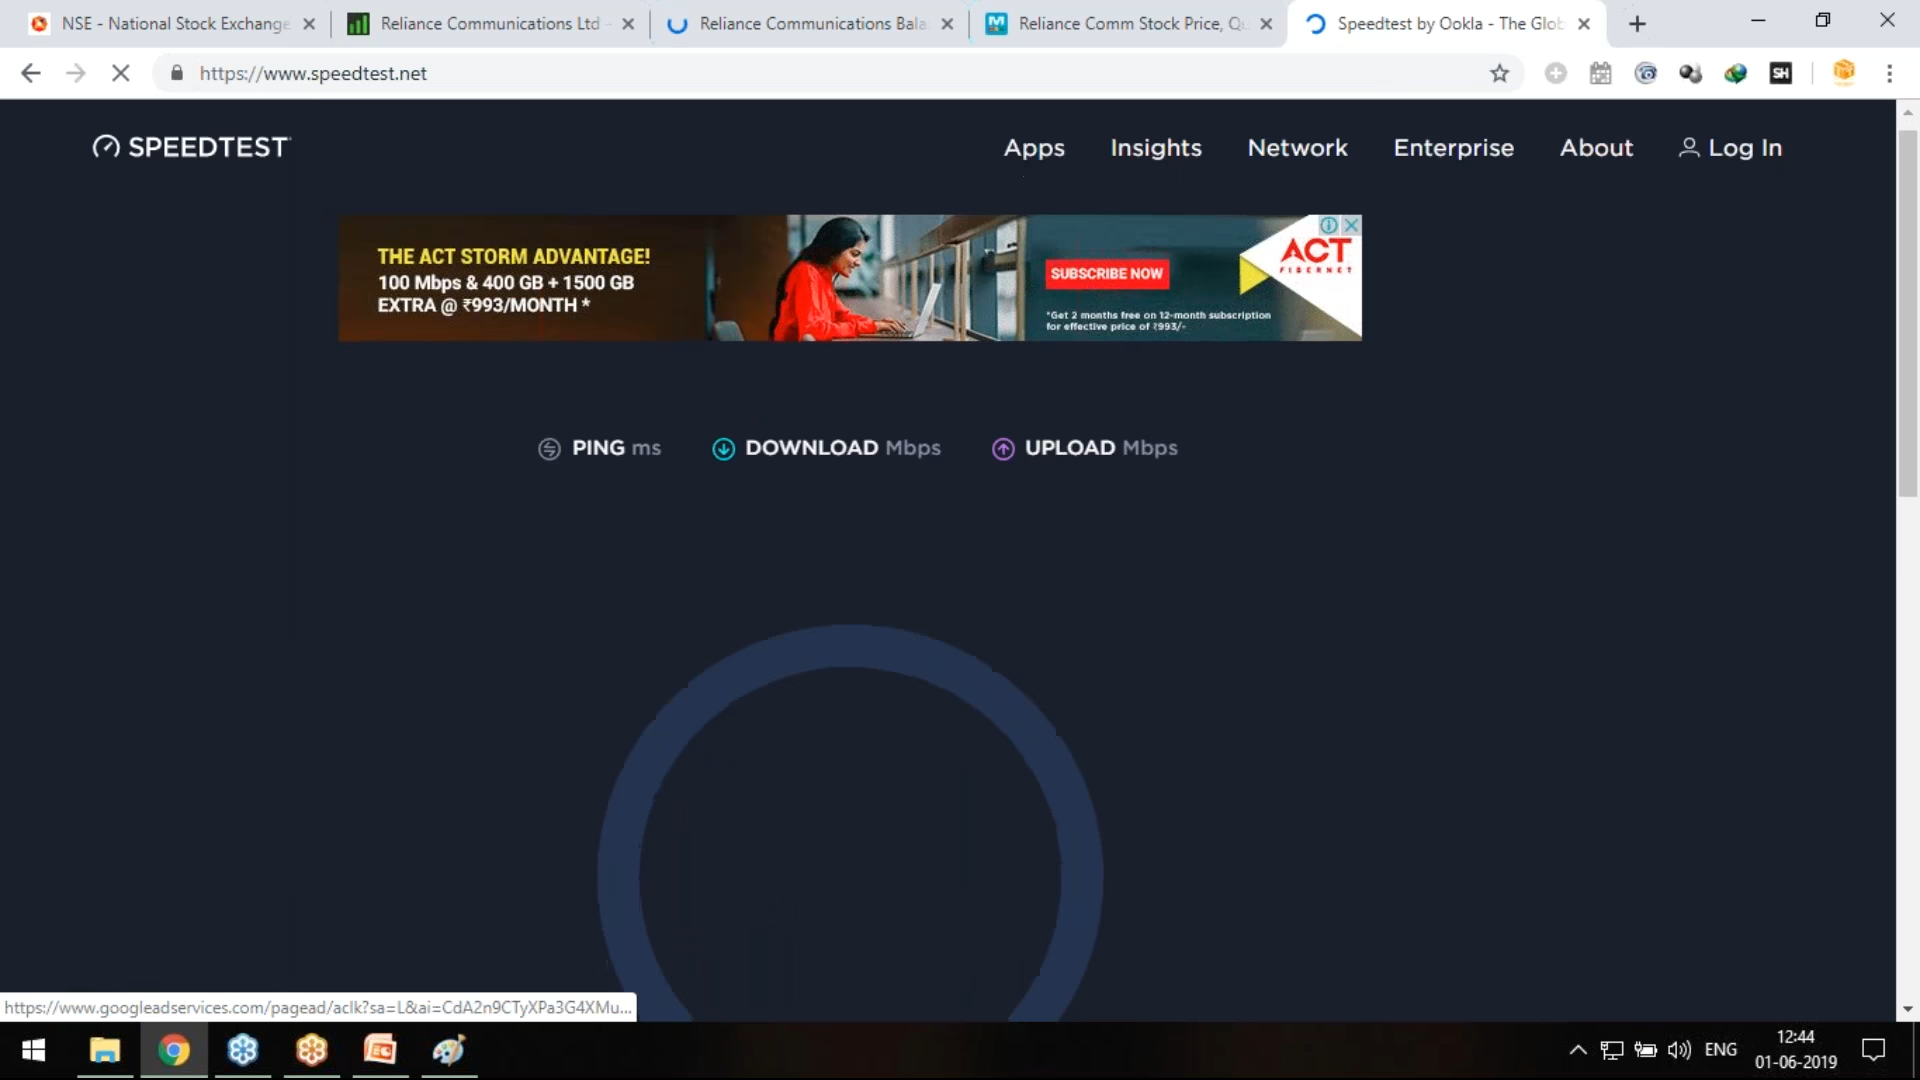 NSE - National Stock Exchange
Reliance Communications Ltd -
Reliance Communications Bala
Reliance Comm Stock Price, Qu
Speedtest by Ookla - The Glob
https://www.speedtest.net
SH
SPEEDTEST
Apps
Insights
Network
Enterprise
About
Log In
THE ACT STORM ADVANTAGE!
100 Mbps & 400 GB + 1500 GB
EXTRA @ ₹993/MONTH *
SUBSCRIBE NOW
*Get 2 months free on 12-month subscription
for effective price of ₹993/-
ACT
FIBERNET
PING ms
DOWNLOAD Mbps
UPLOAD Mbps
https://www.googleadservices.com/pagead/aclk?sa=L&ai=CdA2n9CTyXPa3G4XMu...
ENG
12:44
01-06-2019